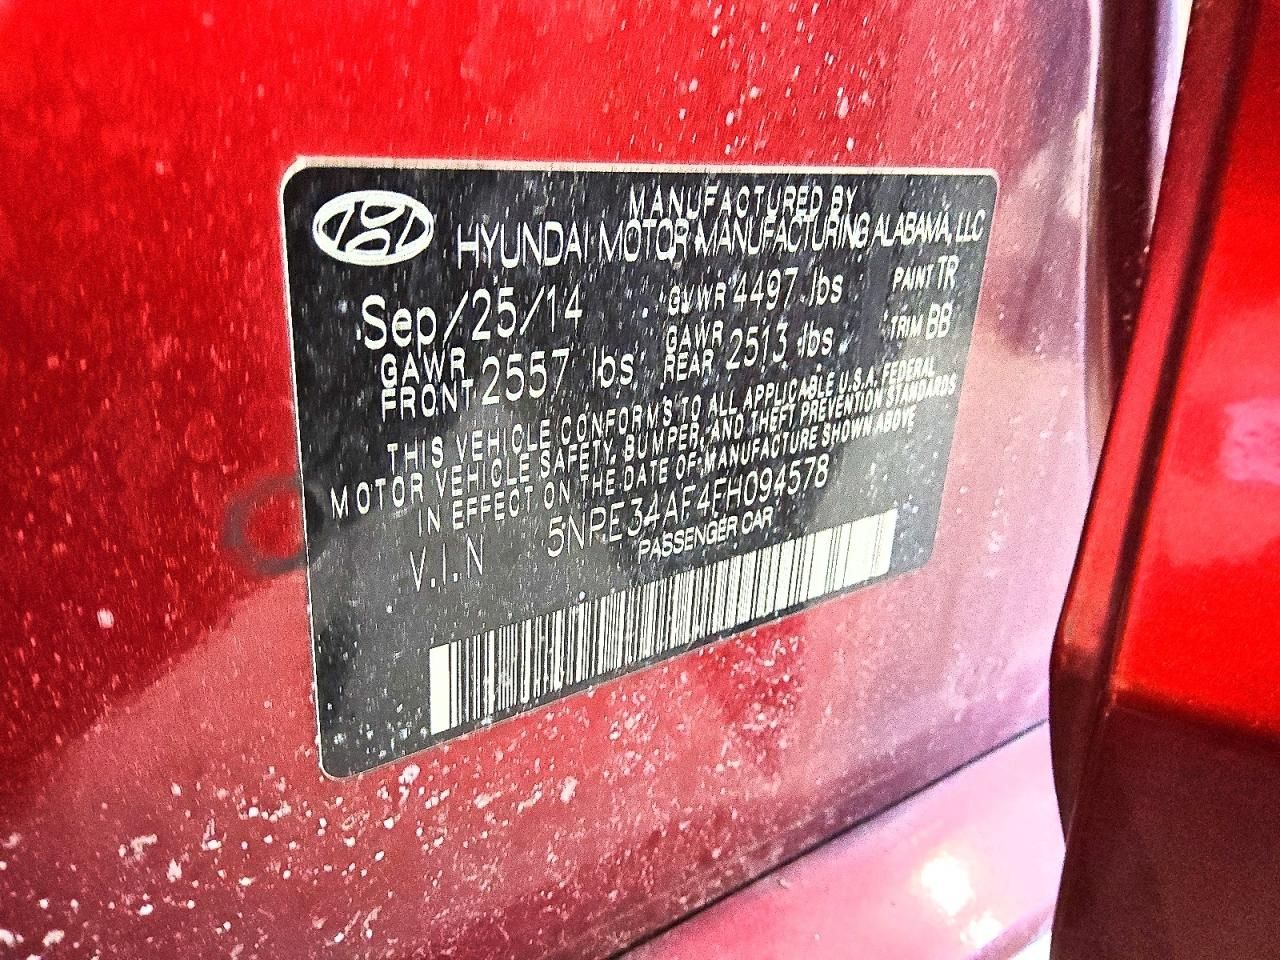 MANUFACTURED BY
HYUNDAI MOTOR MANUFACTURING ALABAMA, LLC
Sep/25/14 GVWR 4497 lbs PAINT TR
GAWR FRONT 2557 lbs GAWR REAR 2513 lbs TRIM BB
THIS VEHICLE CONFORMS TO ALL APPLICABLE U.S.A. FEDERAL
MOTOR VEHICLE SAFETY, BUMPER, AND THEFT PREVENTION STANDARDS
IN EFFECT ON THE DATE OF MANUFACTURE SHOWN ABOVE
V.I.N 5NPE34AF4FH094578
PASSENGER CAR